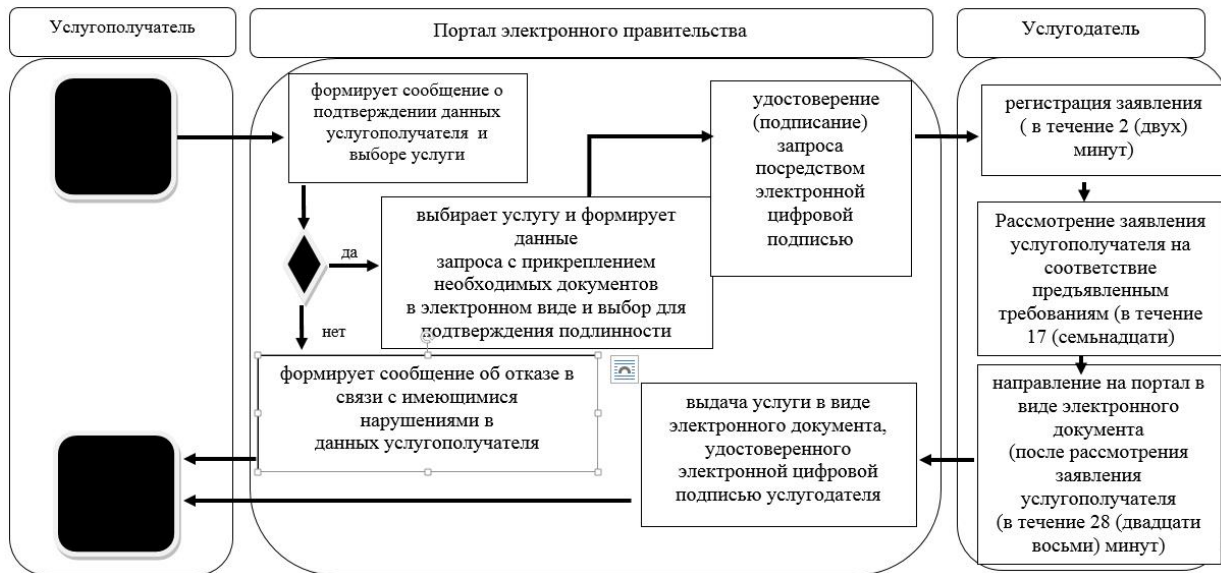 Услугополучатель
Портал электронного правительства
Услугодатель
формирует сообщение о
подтверждении данных
услугополучателя и
выборе услуги
да
нет
выбирает услугу и формирует
данные
запроса с прикреплением
необходимых документов
в электронном виде и выбор для
подтверждения подлинности
удостоверение
(подписание)
запроса
посредством
электронной
цифровой
подписью
регистрация заявления
( в течение 2 (двух)
минут)
Рассмотрение заявления
услугополучателя на
соответствие
предъявленным
требованиям (в течение
17 (семьнадцати)
направление на портал в
виде электронного
документа
(после рассмотрения
заявления
услугополучателя
(в течение 28 (двадцати
восьми) минут)
формирует сообщение об отказе в
связи с имеющимися
нарушениями в
данных услугополучателя
выдача услуги в виде
электронного документа,
удостоверенного
электронной цифровой
подписью услугодателя